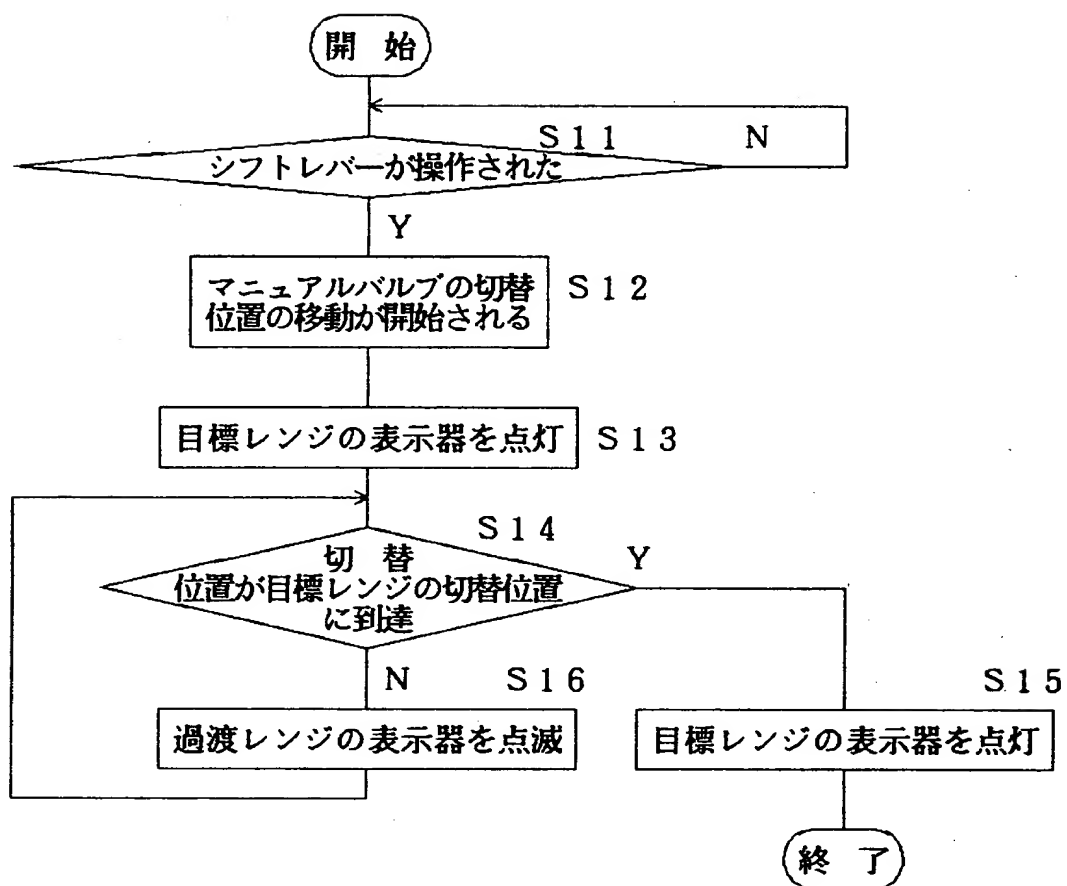 開 始
S11
N
シフトレバーが操作された
Y
マニュアルバルブの切替
位置の移動が開始される
S12
目標レンジの表示器を点灯
S13
S14
切 替
位置が目標レンジの切替位置
に到達
Y
N
S16
S15
過渡レンジの表示器を点滅
目標レンジの表示器を点灯
終 了